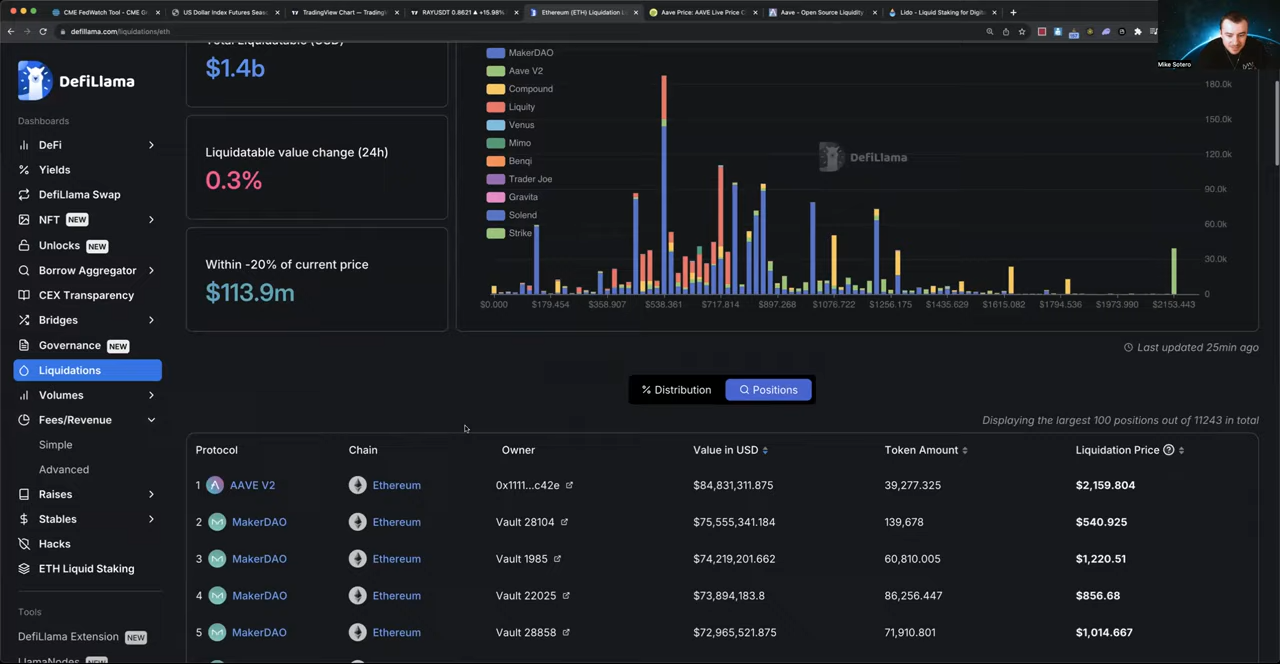 CME FedWatch Tool - CME G
US Dollar Index Futures Seas
TradingView Chart — Trading
RAYUSDT 0.8621 ▲ +15.98%
Ethereum (ETH) Liquidation L
Aave Price: AAVE Live Price C
Aave - Open Source Liquidity
Lido - Liquid Staking for Digit
defillama.com/liquidations/eth
Mike Sotero
DefiLlama
Dashboards
DeFi
Yields
DefiLlama Swap
NFT NEW
Unlocks NEW
Borrow Aggregator
CEX Transparency
Bridges
Governance NEW
Liquidations
Volumes
Fees/Revenue
Simple
Advanced
Raises
Stables
Hacks
ETH Liquid Staking
Tools
DefiLlama Extension NEW
LlamaNodes NEW
Total Liquidatable (USD)
$1.4b
Liquidatable value change (24h)
0.3%
Within -20% of current price
$113.9m
MakerDAO
Aave V2
Compound
Liquity
Venus
Mimo
Benqi
Trader Joe
Gravita
Solend
Strike
DefiLlama
180.0k
150.0k
120.0k
90.0k
60.0k
30.0k
0
$0.000 $179.454 $358.907 $538.361 $717.814 $897.268 $1076.722 $1256.175 $1435.629 $1615.082 $1794.536 $1973.990 $2153.443
Last updated 25min ago
% Distribution Positions
Displaying the largest 100 positions out of 11243 in total
Protocol Chain Owner Value in USD Token Amount Liquidation Price
1 AAVE V2 Ethereum 0x1111...c42e $84,831,311.875 39,277.325 $2,159.804
2 MakerDAO Ethereum Vault 28104 $75,555,341.184 139,678 $540.925
3 MakerDAO Ethereum Vault 1985 $74,219,201.662 60,810.005 $1,220.51
4 MakerDAO Ethereum Vault 22025 $73,894,183.8 86,256.447 $856.68
5 MakerDAO Ethereum Vault 28858 $72,965,521.875 71,910.801 $1,014.667